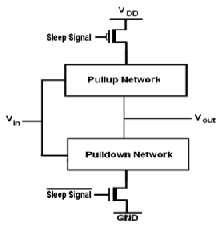 VDD
Sleep Signal
Pullup Network
Vin
Vout
Pulldown Network
Sleep Signal
GND